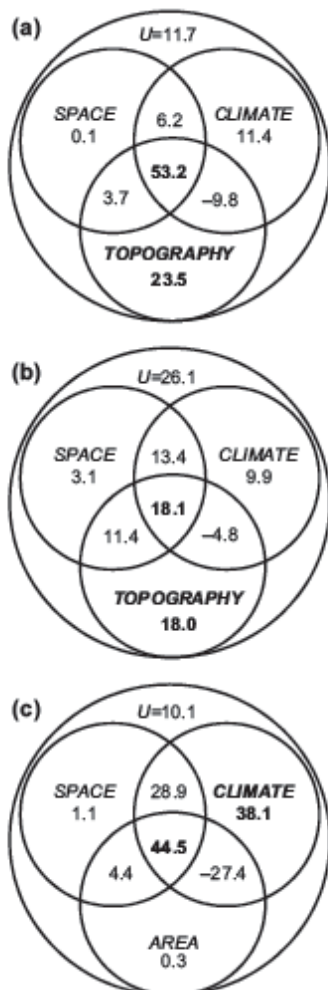 (a)
U=11.7
SPACE
0.1
6.2
CLIMATE
11.4
53.2
3.7
–9.8
TOPOGRAPHY
23.5
(b)
U=26.1
SPACE
3.1
13.4
CLIMATE
9.9
18.1
11.4
–4.8
TOPOGRAPHY
18.0
(c)
U=10.1
SPACE
1.1
28.9
CLIMATE
38.1
44.5
4.4
–27.4
AREA
0.3